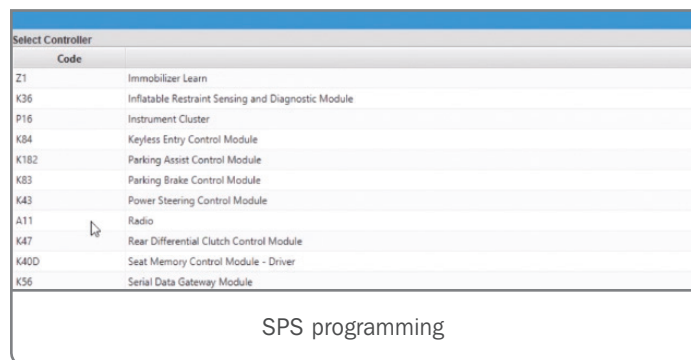 Select Controller
Code
Z1 Immobilizer Learn
K36 Inflatable Restraint Sensing and Diagnostic Module
P16 Instrument Cluster
K84 Keyless Entry Control Module
K182 Parking Assist Control Module
K83 Parking Brake Control Module
K43 Power Steering Control Module
A11 Radio
K47 Rear Differential Clutch Control Module
K40D Seat Memory Control Module - Driver
K56 Serial Data Gateway Module
SPS programming